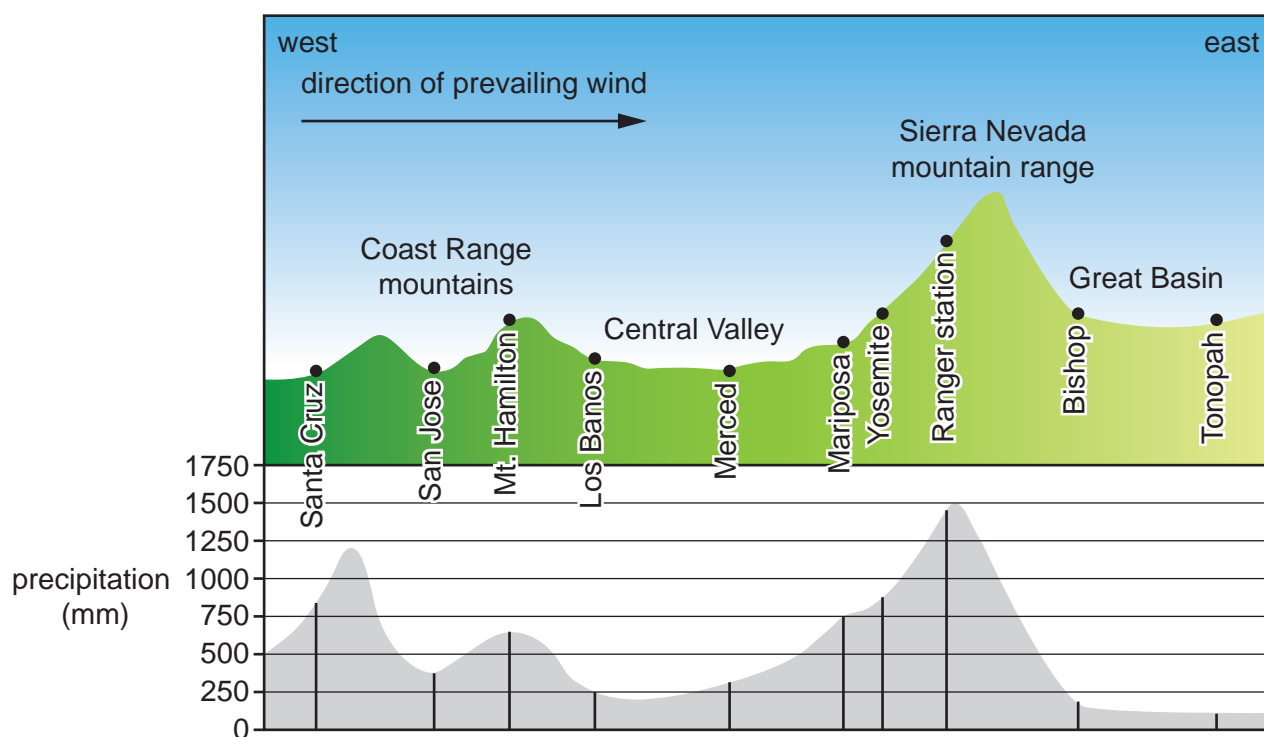 west
east
direction of prevailing wind
Sierra Nevada
mountain range
Coast Range
mountains
Great Basin
Central Valley
Santa Cruz
San Jose
Mt. Hamilton
Los Banos
Merced
Mariposa
Yosemite
Ranger station
Bishop
Tonopah
1750
1500
1250
1000
750
500
250
0
precipitation
(mm)